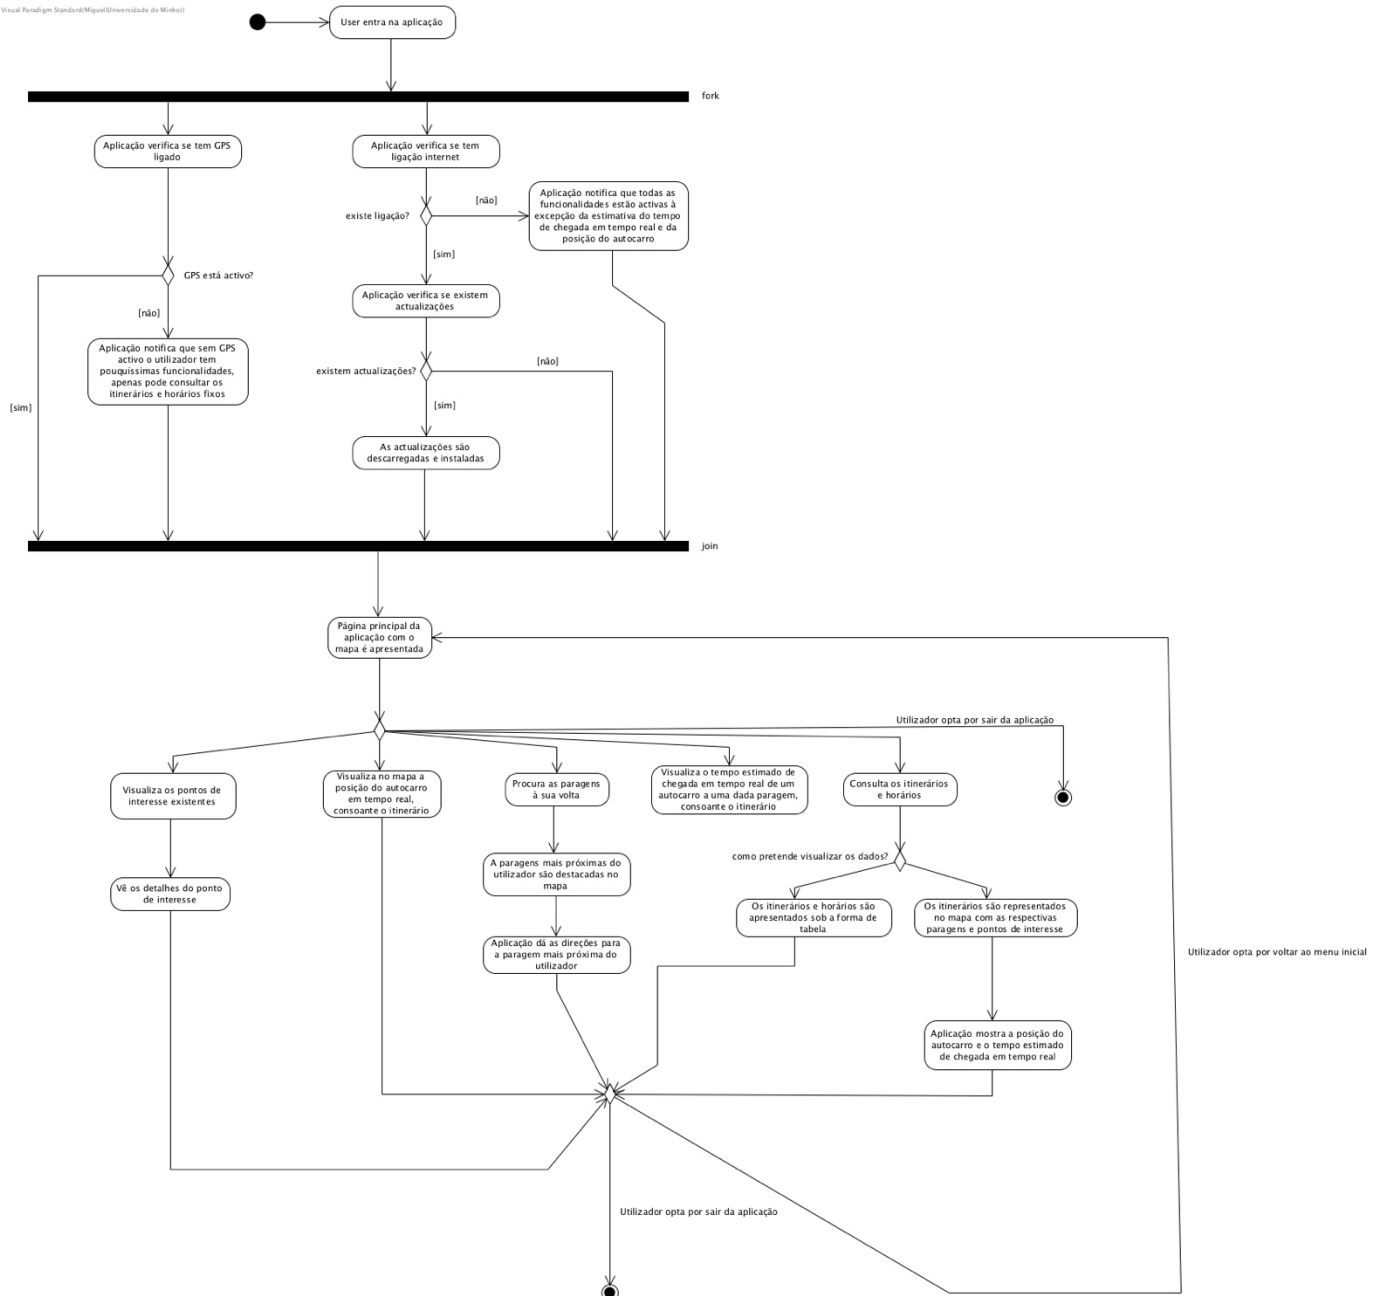 Visual Paradigm Standard(Miguel(Universidade do Minho))
User entra na aplicação
fork
Aplicação verifica se tem GPS
ligado
Aplicação verifica se tem
ligação internet
existe ligação?
[não]
Aplicação notifica que todas as
funcionalidades estão activas à
excepção da estimativa do tempo
de chegada em tempo real e da
posição do autocarro
[sim]
GPS está activo?
Aplicação verifica se existem
actualizações
[não]
Aplicação notifica que sem GPS
activo o utilizador tem
pouquíssimas funcionalidades,
apenas pode consultar os
itinerários e horários fixos
existem actualizações?
[não]
[sim]
[sim]
As actualizações são
descarregadas e instaladas
join
Página principal da
aplicação com o
mapa é apresentada
Utilizador opta por sair da aplicação
Visualiza os pontos de
interesse existentes
Visualiza no mapa a
posição do autocarro
em tempo real,
consoante o itinerário
Procura as paragens
à sua volta
Visualiza o tempo estimado de
chegada em tempo real de um
autocarro a uma dada paragem,
consoante o itinerário
Consulta os itinerários
e horários
como pretende visualizar os dados?
A paragens mais próximas do
utilizador são destacadas no
mapa
Vê os detalhes do ponto
de interesse
Os itinerários e horários são
apresentados sob a forma de
tabela
Os itinerários são representados
no mapa com as respectivas
paragens e pontos de interesse
Aplicação dá as direções para
a paragem mais próxima do
utilizador
Utilizador opta por voltar ao menu inicial
Aplicação mostra a posição do
autocarro e o tempo estimado
de chegada em tempo real
Utilizador opta por sair da aplicação